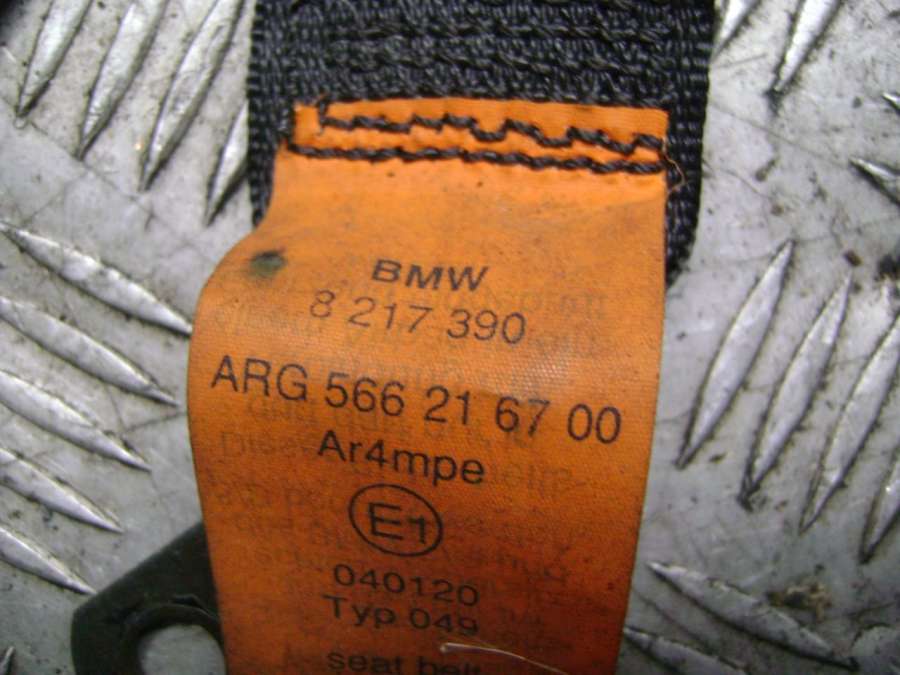 BMW
8 217 390
ARG 566 21 67 00
Ar4mpe
E1
040120
Typ 049
seat belt